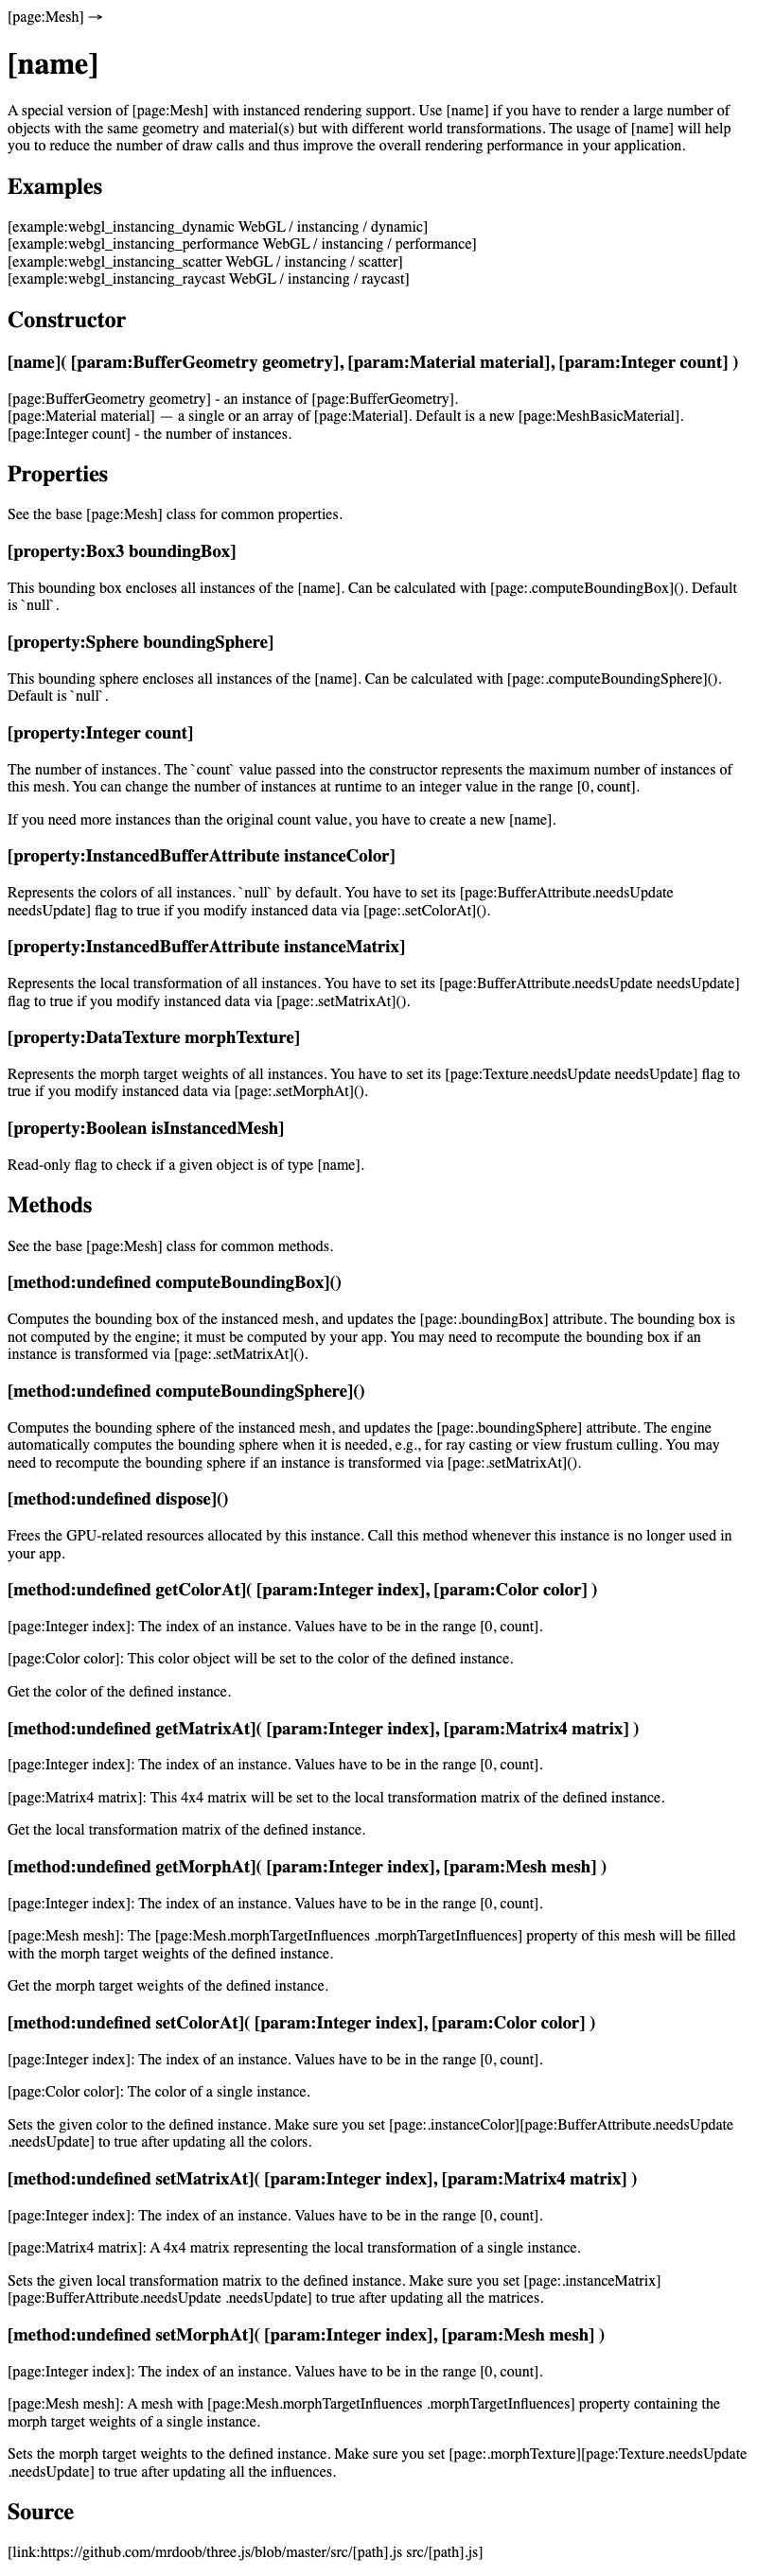 [page:Mesh] →
[name]
A special version of [page:Mesh] with instanced rendering support. Use [name] if you have to render a large number of
objects with the same geometry and material(s) but with different world transformations. The usage of [name] will help
you to reduce the number of draw calls and thus improve the overall rendering performance in your application.
Examples
[example:webgl_instancing_dynamic WebGL / instancing / dynamic]
[example:webgl_instancing_performance WebGL / instancing / performance]
[example:webgl_instancing_scatter WebGL / instancing / scatter]
[example:webgl_instancing_raycast WebGL / instancing / raycast]
Constructor
[name]( [param:BufferGeometry geometry], [param:Material material], [param:Integer count] )
[page:BufferGeometry geometry] - an instance of [page:BufferGeometry].
[page:Material material] — a single or an array of [page:Material]. Default is a new [page:MeshBasicMaterial].
[page:Integer count] - the number of instances.
Properties
See the base [page:Mesh] class for common properties.
[property:Box3 boundingBox]
This bounding box encloses all instances of the [name]. Can be calculated with [page:.computeBoundingBox](). Default
is `null`.
[property:Sphere boundingSphere]
This bounding sphere encloses all instances of the [name]. Can be calculated with [page:.computeBoundingSphere]().
Default is `null`.
[property:Integer count]
The number of instances. The `count` value passed into the constructor represents the maximum number of instances of
this mesh. You can change the number of instances at runtime to an integer value in the range [0, count].
If you need more instances than the original count value, you have to create a new [name].
[property:InstancedBufferAttribute instanceColor]
Represents the colors of all instances. `null` by default. You have to set its [page:BufferAttribute.needsUpdate
needsUpdate] flag to true if you modify instanced data via [page:.setColorAt]().
[property:InstancedBufferAttribute instanceMatrix]
Represents the local transformation of all instances. You have to set its [page:BufferAttribute.needsUpdate needsUpdate]
flag to true if you modify instanced data via [page:.setMatrixAt]().
[property:DataTexture morphTexture]
Represents the morph target weights of all instances. You have to set its [page:Texture.needsUpdate needsUpdate] flag to
true if you modify instanced data via [page:.setMorphAt]().
[property:Boolean isInstancedMesh]
Read-only flag to check if a given object is of type [name].
Methods
See the base [page:Mesh] class for common methods.
[method:undefined computeBoundingBox]()
Computes the bounding box of the instanced mesh, and updates the [page:.boundingBox] attribute. The bounding box is
not computed by the engine; it must be computed by your app. You may need to recompute the bounding box if an
instance is transformed via [page:.setMatrixAt]().
[method:undefined computeBoundingSphere]()
Computes the bounding sphere of the instanced mesh, and updates the [page:.boundingSphere] attribute. The engine
automatically computes the bounding sphere when it is needed, e.g., for ray casting or view frustum culling. You may
need to recompute the bounding sphere if an instance is transformed via [page:.setMatrixAt]().
[method:undefined dispose]()
Frees the GPU-related resources allocated by this instance. Call this method whenever this instance is no longer used in
your app.
[method:undefined getColorAt]( [param:Integer index], [param:Color color] )
[page:Integer index]: The index of an instance. Values have to be in the range [0, count].
[page:Color color]: This color object will be set to the color of the defined instance.
Get the color of the defined instance.
[method:undefined getMatrixAt]( [param:Integer index], [param:Matrix4 matrix] )
[page:Integer index]: The index of an instance. Values have to be in the range [0, count].
[page:Matrix4 matrix]: This 4x4 matrix will be set to the local transformation matrix of the defined instance.
Get the local transformation matrix of the defined instance.
[method:undefined getMorphAt]( [param:Integer index], [param:Mesh mesh] )
[page:Integer index]: The index of an instance. Values have to be in the range [0, count].
[page:Mesh mesh]: The [page:Mesh.morphTargetInfluences .morphTargetInfluences] property of this mesh will be filled
with the morph target weights of the defined instance.
Get the morph target weights of the defined instance.
[method:undefined setColorAt]( [param:Integer index], [param:Color color] )
[page:Integer index]: The index of an instance. Values have to be in the range [0, count].
[page:Color color]: The color of a single instance.
Sets the given color to the defined instance. Make sure you set [page:.instanceColor][page:BufferAttribute.needsUpdate
.needsUpdate] to true after updating all the colors.
[method:undefined setMatrixAt]( [param:Integer index], [param:Matrix4 matrix] )
[page:Integer index]: The index of an instance. Values have to be in the range [0, count].
[page:Matrix4 matrix]: A 4x4 matrix representing the local transformation of a single instance.
Sets the given local transformation matrix to the defined instance. Make sure you set [page:.instanceMatrix]
[page:BufferAttribute.needsUpdate .needsUpdate] to true after updating all the matrices.
[method:undefined setMorphAt]( [param:Integer index], [param:Mesh mesh] )
[page:Integer index]: The index of an instance. Values have to be in the range [0, count].
[page:Mesh mesh]: A mesh with [page:Mesh.morphTargetInfluences .morphTargetInfluences] property containing the
morph target weights of a single instance.
Sets the morph target weights to the defined instance. Make sure you set [page:.morphTexture][page:Texture.needsUpdate
.needsUpdate] to true after updating all the influences.
Source
[link:https://github.com/mrdoob/three.js/blob/master/src/[path].js src/[path].js]